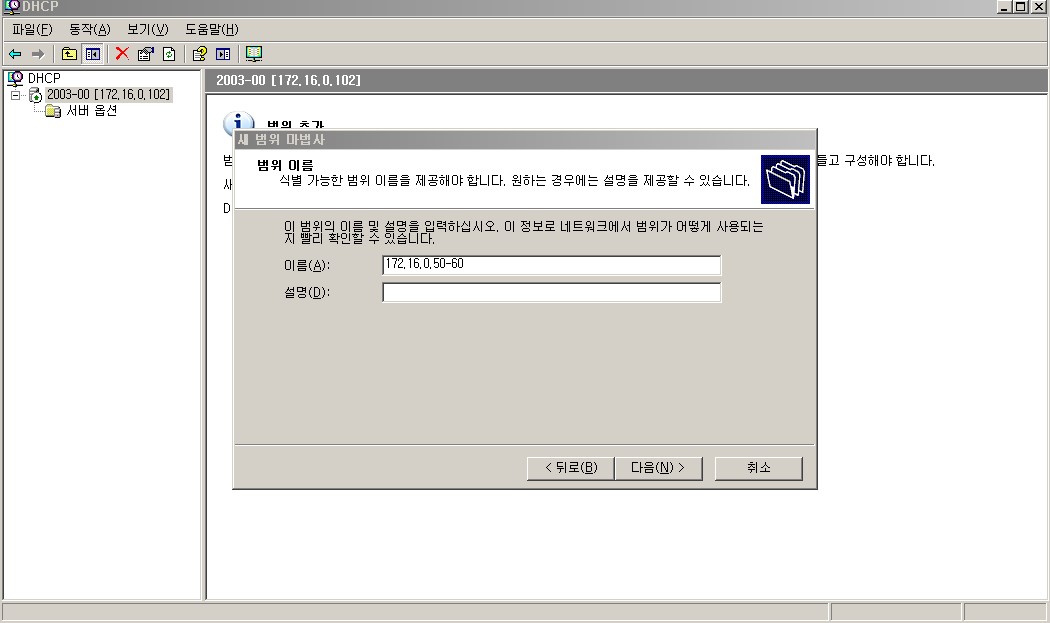 DHCP
파일(F) 동작(A) 보기(V) 도움말(H)
DHCP
2003-00 [172,16,0,102]
서버 옵션
2003-00 [172,16,0,102]
범위 추가
새 범위 마법사
범위 이름
식별 가능한 범위 이름을 제공해야 합니다. 원하는 경우에는 설명을 제공할 수 있습니다.
범
들고 구성해야 합니다.
새
D
이 범위의 이름 및 설명을 입력하십시오. 이 정보로 네트워크에서 범위가 어떻게 사용되는
지 빨리 확인할 수 있습니다.
이름(A): 172,16,0,50-60
설명(D):
< 뒤로(B) 다음(N) > 취소